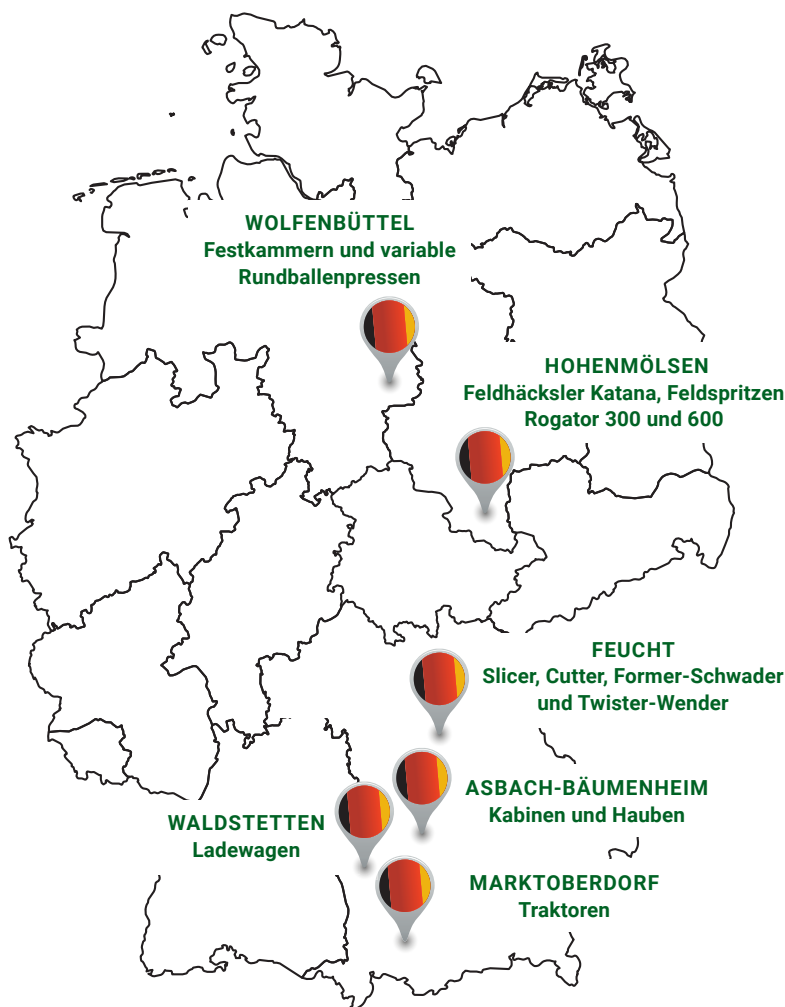 WOLFENBÜTTEL
Festkammern und variable
Rundballenpressen
HOHENMÖLSEN
Feldhäcksler Katana, Feldspritzen
Rogator 300 und 600
FEUCHT
Slicer, Cutter, Former-Schwader
und Twister-Wender
ASBACH-BÄUMENHEIM
Kabinen und Hauben
WALDSTETTEN
Ladewagen
MARKTOBERDORF
Traktoren